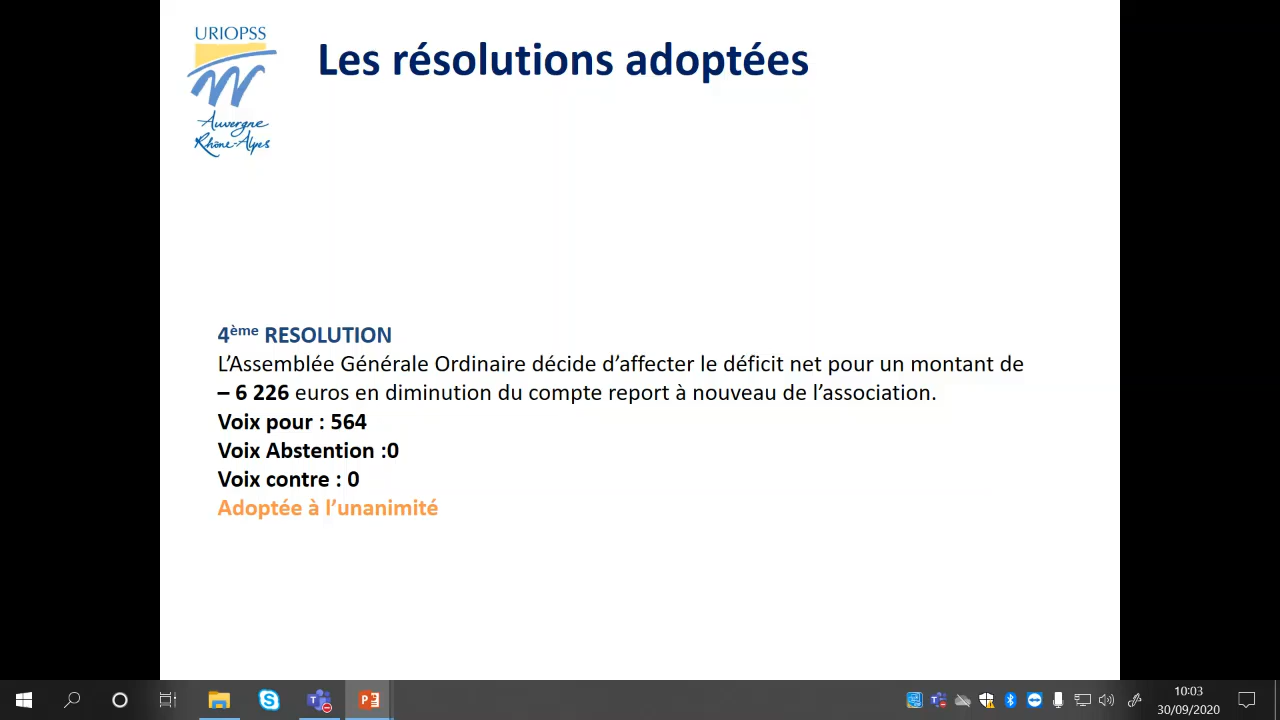 URIOPSS
Auvergne
Rhône-Alpes
Les résolutions adoptées
4ème RESOLUTION
L’Assemblée Générale Ordinaire décide d’affecter le déficit net pour un montant de
– 6 226 euros en diminution du compte report à nouveau de l’association.
Voix pour : 564
Voix Abstention :0
Voix contre : 0
Adoptée à l’unanimité
10:03
30/09/2020